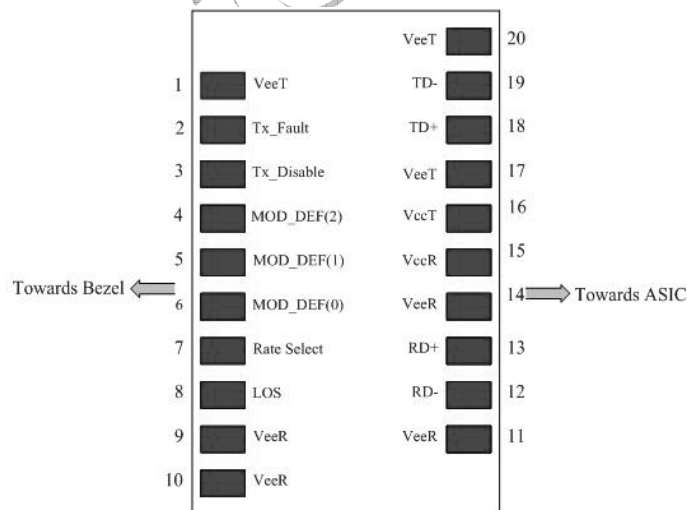 VeeT 20
1 VeeT TD- 19
2 Tx_Fault TD+ 18
3 Tx_Disable VeeT 17
4 MOD_DEF(2) VccT 16
5 MOD_DEF(1) VccR 15
Towards Bezel 6 MOD_DEF(0) VeeR 14 Towards ASIC
7 Rate Select RD+ 13
8 LOS RD- 12
9 VeeR VeeR 11
10 VeeR